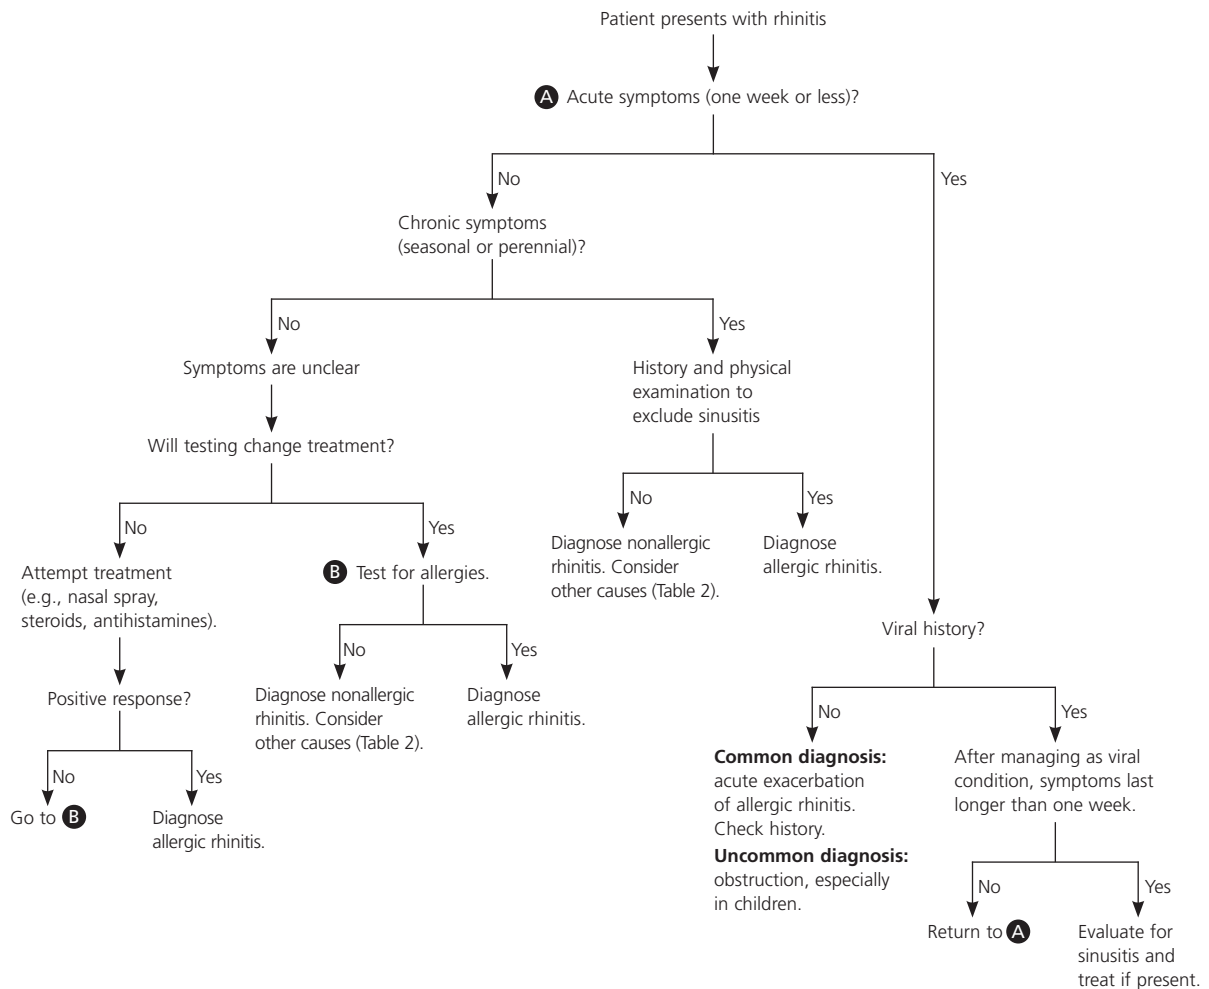 Patient presents with rhinitis
A Acute symptoms (one week or less)?
No
Yes
Chronic symptoms
(seasonal or perennial)?
No
Yes
Symptoms are unclear
History and physical
examination to
exclude sinusitis
Will testing change treatment?
No
Yes
No
Yes
Attempt treatment
(e.g., nasal spray,
steroids, antihistamines).
B Test for allergies.
Diagnose nonallergic
rhinitis. Consider
other causes (Table 2).
Diagnose
allergic rhinitis.
Viral history?
No
Yes
Positive response?
Diagnose nonallergic
rhinitis. Consider
other causes (Table 2).
Diagnose
allergic rhinitis.
No
Yes
No
Yes
Go to B
Diagnose
allergic rhinitis.
Common diagnosis:
acute exacerbation
of allergic rhinitis.
Check history.
Uncommon diagnosis:
obstruction, especially
in children.
After managing as viral
condition, symptoms last
longer than one week.
No
Yes
Return to A
Evaluate for
sinusitis and
treat if present.